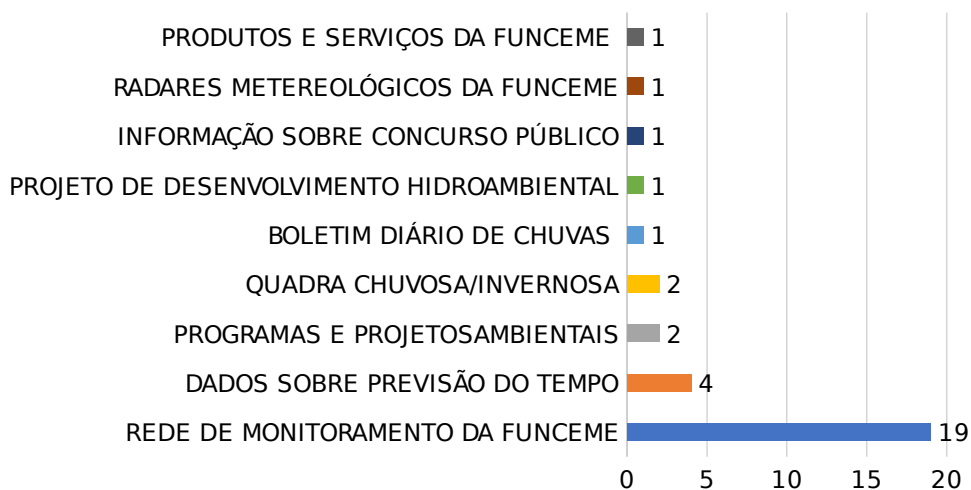 PRODUTOS E SERVIÇOS DA FUNCEME 1
RADARES METEREOLÓGICOS DA FUNCEME 1
INFORMAÇÃO SOBRE CONCURSO PÚBLICO 1
PROJETO DE DESENVOLVIMENTO HIDROAMBIENTAL 1
BOLETIM DIÁRIO DE CHUVAS 1
QUADRA CHUVOSA/INVERNOSA 2
PROGRAMAS E PROJETOSAMBIENTAIS 2
DADOS SOBRE PREVISÃO DO TEMPO 4
REDE DE MONITORAMENTO DA FUNCEME 19
0 5 10 15 20